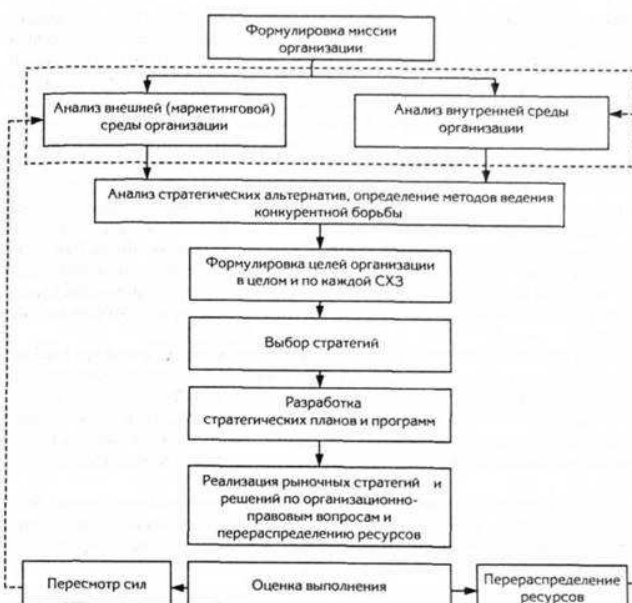 Формулировка миссии
организации
Анализ внешней (маркетинговой)
среды организации
Анализ внутренней среды
организации
Анализ стратегических альтернатив, определение методов ведения
конкурентной борьбы
Формулировка целей организации
в целом и по каждой СХЗ
Выбор стратегий
Разработка
стратегических планов и программ
Реализация рыночных стратегий и
решений по организационно-
правовым вопросам и
перераспределению ресурсов
Пересмотр сил
Оценка выполнения
Перераспределение
ресурсов